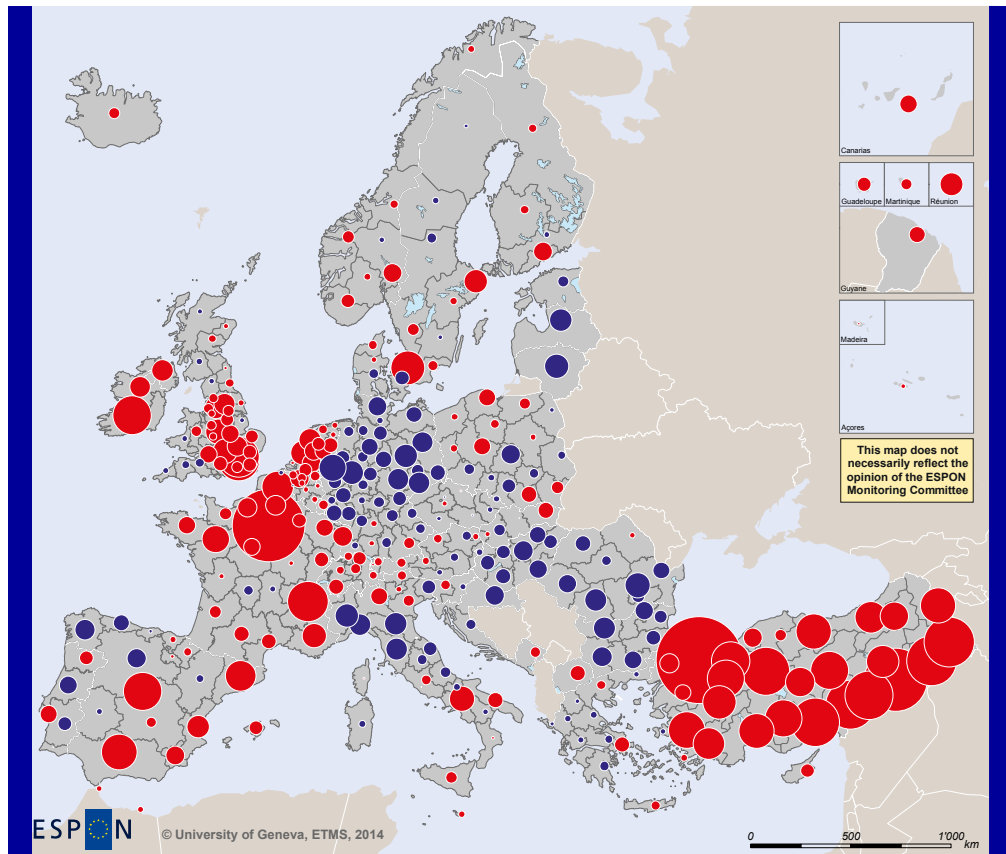 Canarias
Guadeloupe
Martinique
Réunion
Guyane
Madeira
Açores
This map does not
necessarily reflect the
opinion of the ESPON
Monitoring Committee
ESPON
© University of Geneva, ETMS, 2014
0
500
1'000
km